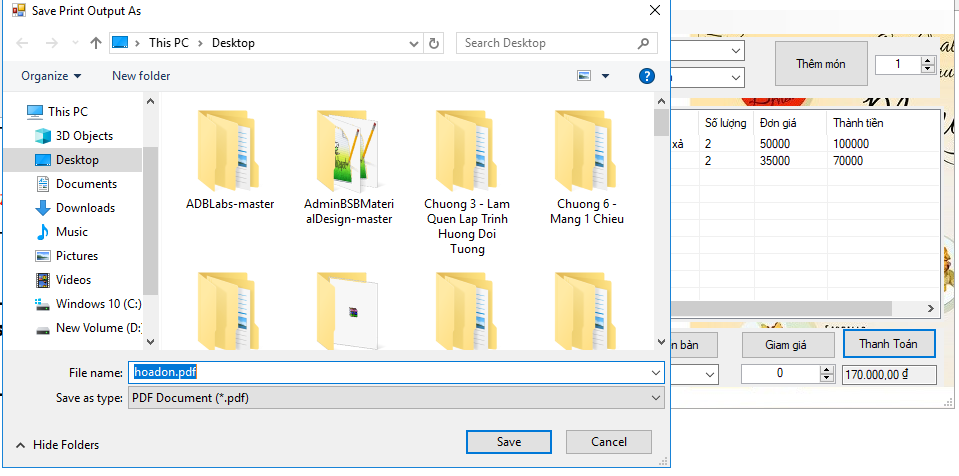 Save Print Output As
This PC
Desktop
Search Desktop
Organize
New folder
This PC
3D Objects
Desktop
Documents
Downloads
Music
Pictures
Videos
Windows 10 (C:)
New Volume (D:
ADBLabs-master
AdminBSBMateri
alDesign-master
Chuong 3 - Lam
Quen Lap Trinh
Huong Doi
Tuong
Chuong 6 -
Mang 1 Chieu
File name:
hoadon.pdf
Save as type:
PDF Document (*.pdf)
Hide Folders
Save
Cancel
Thêm món
1
Số lượng Đơn giá Thành tiền
xả 2 50000 100000
2 35000 70000
n bàn
Giam giá
Thanh Toán
0
170.000,00 ₫